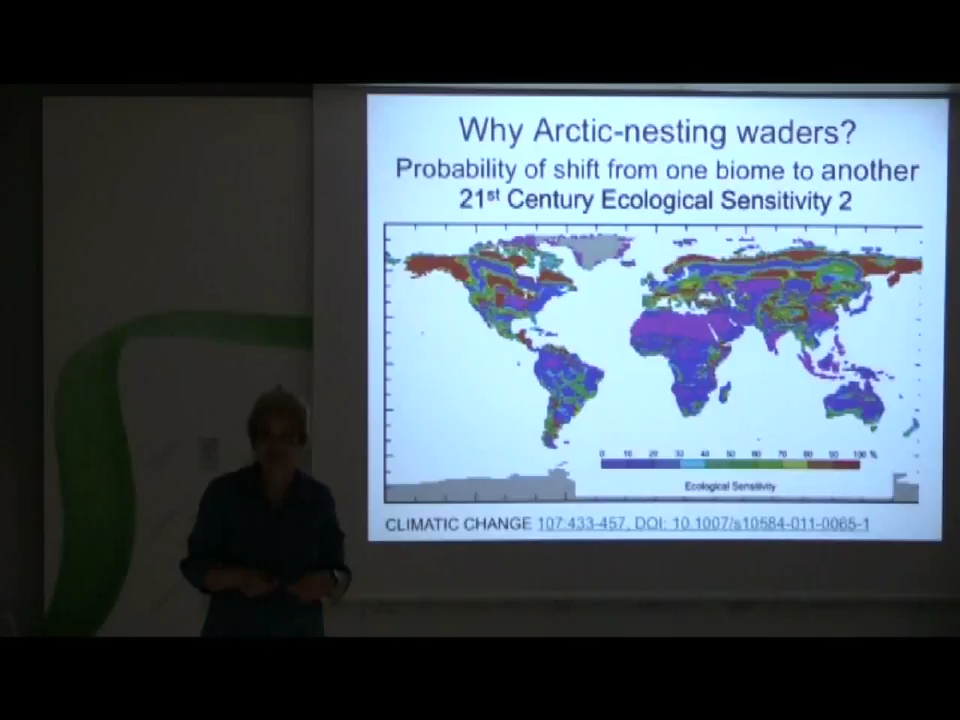 Why Arctic-nesting waders?
Probability of shift from one biome to another
21st Century Ecological Sensitivity 2
0 10 20 30 40 50 60 70 80 90 100 %
Ecological Sensitivity
CLIMATIC CHANGE 107:433-457, DOI: 10.1007/s10584-011-0065-1